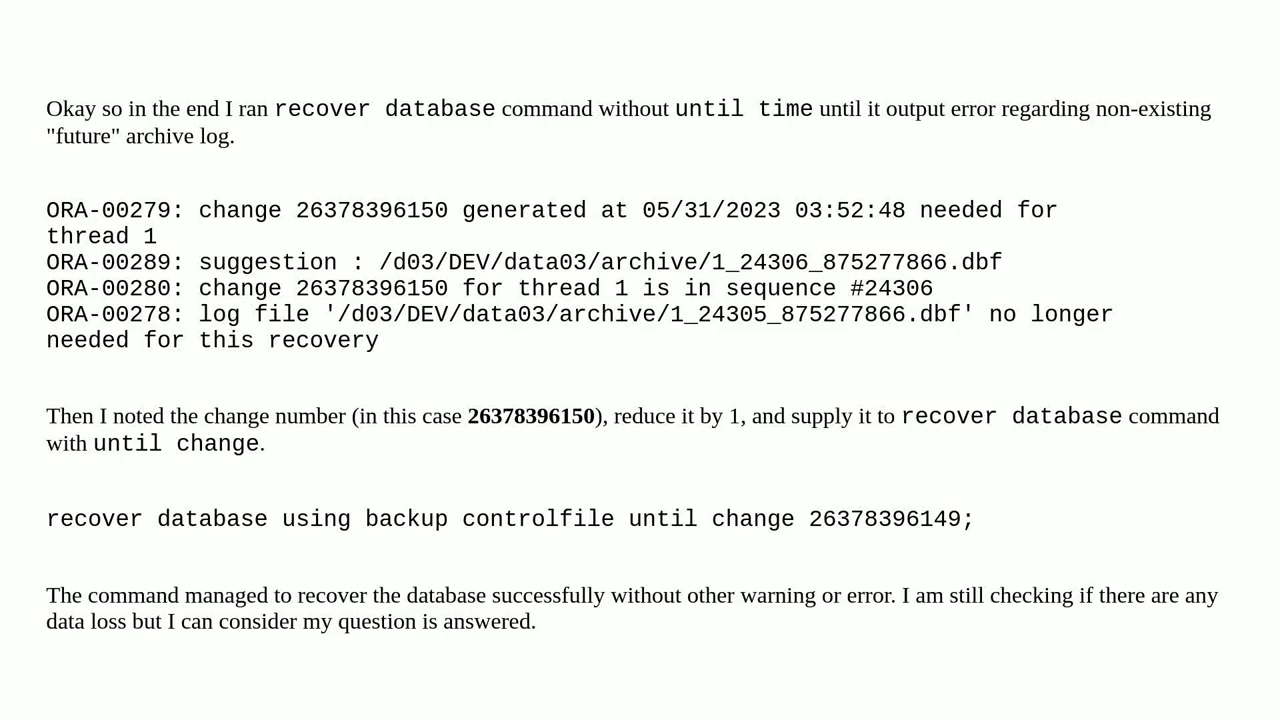 Okay so in the end I ran recover database command without until time until it output error regarding non-existing
"future" archive log.
ORA-00279: change 26378396150 generated at 05/31/2023 03:52:48 needed for
thread 1
ORA-00289: suggestion : /d03/DEV/data03/archive/1_24306_875277866.dbf
ORA-00280: change 26378396150 for thread 1 is in sequence #24306
ORA-00278: log file '/d03/DEV/data03/archive/1_24305_875277866.dbf' no longer
needed for this recovery
Then I noted the change number (in this case 26378396150), reduce it by 1, and supply it to recover database command
with until change.
recover database using backup controlfile until change 26378396149;
The command managed to recover the database successfully without other warning or error. I am still checking if there are any
data loss but I can consider my question is answered.